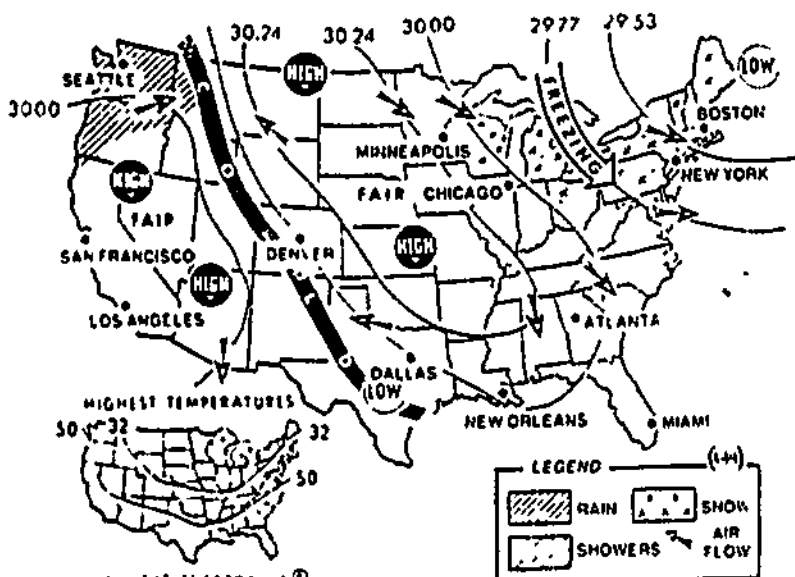 30.24
30 24
3000
29.77
29 53
HIGH
LOW
SEATTLE
3000
FREEZING
BOSTON
MINNEAPOLIS
NEW YORK
HIGH
FAIR
CHICAGO
FAIR
SAN FRANCISCO
DENVER
HIGH
HIGH
LOS ANGELES
ATLANTA
DALLAS
LOW
HIGHEST TEMPERATURES
NEW ORLEANS
MIAMI
50
32
32
50
LEGEND
RAIN
SNOW
SHOWERS
AIR
FLOW